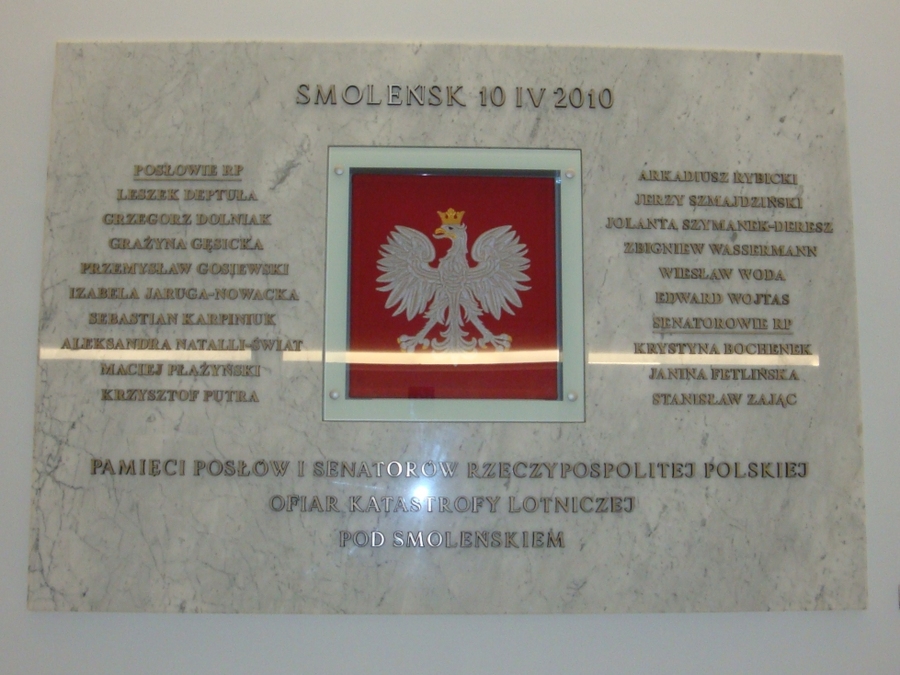 SMOLEŃSK 10 IV 2010
POSŁOWIE RP
LESZEK DEPTUŁA
GRZEGORZ DOLNIAK
GRAŻYNA GĘSICKA
PRZEMYSŁAW GOSIEWSKI
IZABELA JARUGA-NOWACKA
SEBASTIAN KARPINIUK
ALEKSANDRA NATALLI-ŚWIAT
MACIEJ PŁAŻYŃSKI
KRZYSZTOF PUTRA
ARKADIUSZ RYBICKI
JERZY SZMAJDZIŃSKI
JOLANTA SZYMANEK-DERESZ
ZBIGNIEW WASSERMANN
WIESŁAW WODA
EDWARD WOJTAS
SENATOROWIE RP
KRYSTYNA BOCHENEK
JANINA FETLIŃSKA
STANISŁAW ZAJĄC
PAMIĘCI POSŁÓW I SENATORÓW RZECZYPOSPOLITEJ POLSKIEJ
OFIAR KATASTROFY LOTNICZEJ
POD SMOLEŃSKIEM